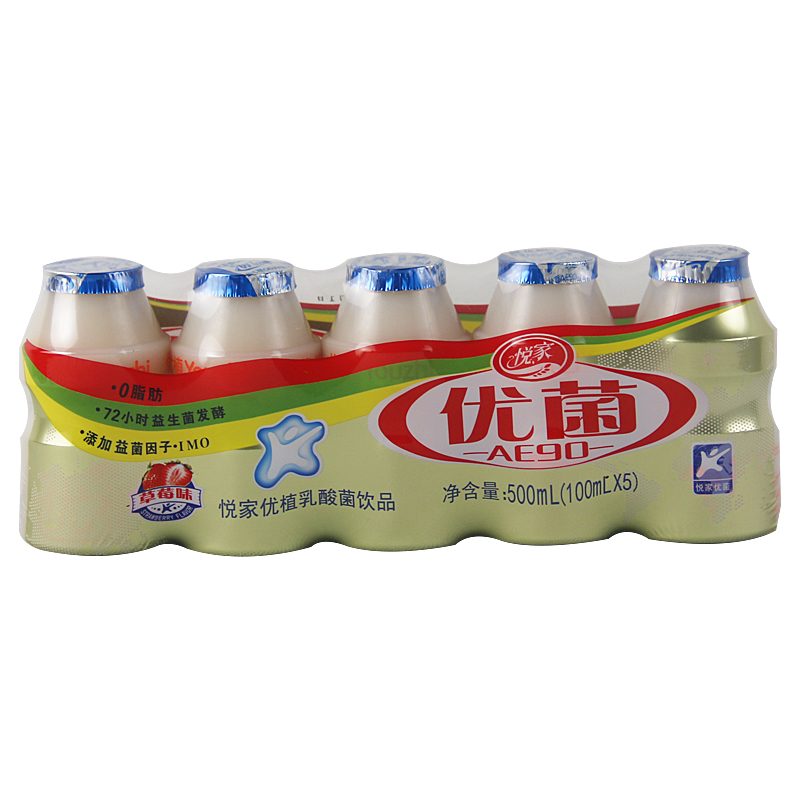 悦家
优菌
AE90
·0脂肪
·72小时益生菌发酵
·添加益菌因子·IMO
草莓味
STRAWBERRY FLAVOR
悦家优植乳酸菌饮品
净含量:500mL(100mLX5)
悦家优菌